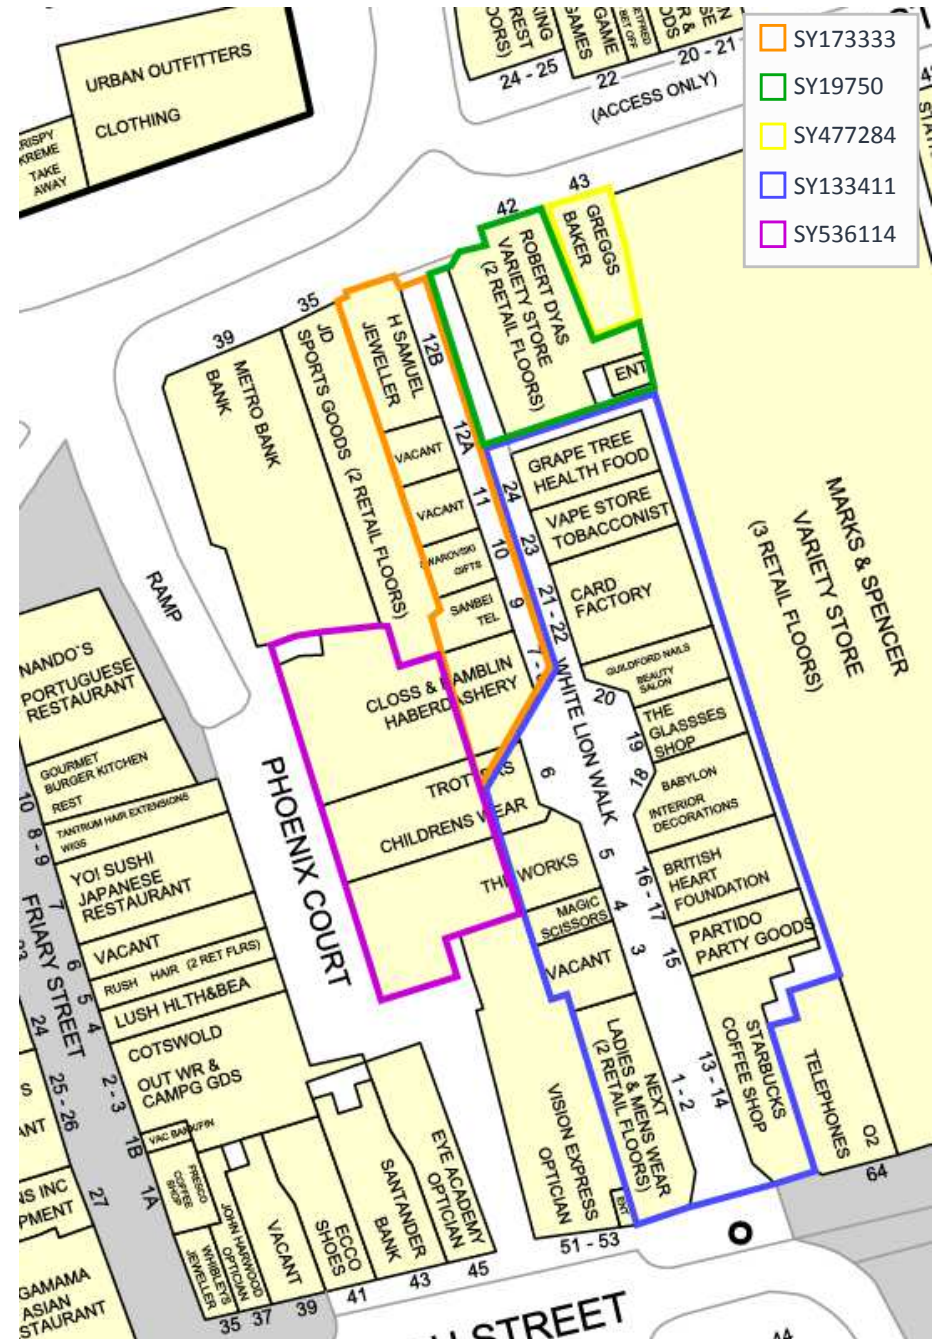 SY173333
SY19750
SY477284
SY133411
SY536114
URBAN OUTFITTERS
CLOTHING
TAKE
AWAY
REST
GAMES
GAME
BET OFF
24 - 25
22
20 - 21
(ACCESS ONLY)
42
43
GREGGS
BAKER
ROBERT DYAS
VARIETY STORE
(2 RETAIL FLOORS)
ENT
39
METRO BANK
BANK
35
JD
SPORTS GOODS (2 RETAIL FLOORS)
H SAMUEL
JEWELLER
12B
VACANT
12A
VACANT
11
GIFTS
10
SANBEI
TEL
9
CLOSS & HAMBLIN
HABERDASHERY
TROTTERS
CHILDRENS WEAR
6
THE WORKS
5
MAGIC
SCISSORS
4
VACANT
3
NEXT
LADIES & MENS WEAR
(2 RETAIL FLOORS)
1 - 2
ENT
GRAPE TREE
HEALTH FOOD
24
VAPE STORE
TOBACCONIST
23
CARD
FACTORY
21 - 22
WHITE LION WALK
GUILDFORD NAILS
BEAUTY
SALON
20
THE
GLASSSES
SHOP
19
BABYLON
INTERIOR
DECORATIONS
18
BRITISH
HEART
FOUNDATION
16 - 17
PARTIDO
PARTY GOODS
15
STARBUCKS
COFFEE SHOP
13 - 14
O2
TELEPHONES
64
MARKS & SPENCER
VARIETY STORE
(3 RETAIL FLOORS)
RAMP
PHOENIX COURT
NANDO'S
PORTUGUESE
RESTAURANT
GOURMET
BURGER KITCHEN
REST
10
TANTRUM HAIR EXTENSIONS
WIGS
8 - 9
YO! SUSHI
JAPANESE
RESTAURANT
7
VACANT
6
RUSH HAIR (2 RET FLRS)
5
LUSH HLTH&BEA
4
COTSWOLD
OUT WR &
CAMPG GDS
2 - 3
1B
FRESCO
COFFEE
SHOP
1A
WHIBLEYS
JEWELLER
FRIARY STREET
24
25 - 26
27
JOHN HARWOOD
OPTICIAN
35
VACANT
37
ECCO
SHOES
39
SANTANDER
BANK
41
43
EYE ACADEMY
OPTICIAN
45
VISION EXPRESS
OPTICIAN
51 - 53
STREET
44